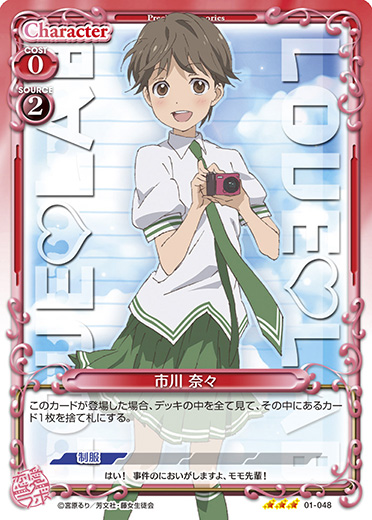 Precious Memories
Character
COST
0
SOURCE
2
LOVE♡LAB
LOVE♡L
市川 奈々
このカードが登場した場合、デッキの中を全て見て、その中にあるカー
ド1枚を捨て札にする。
制服
はい! 事件のにおいがしますよ、モモ先輩!
恋愛
ラボ
©宮原るり/芳文社・藤女生徒会
01-048